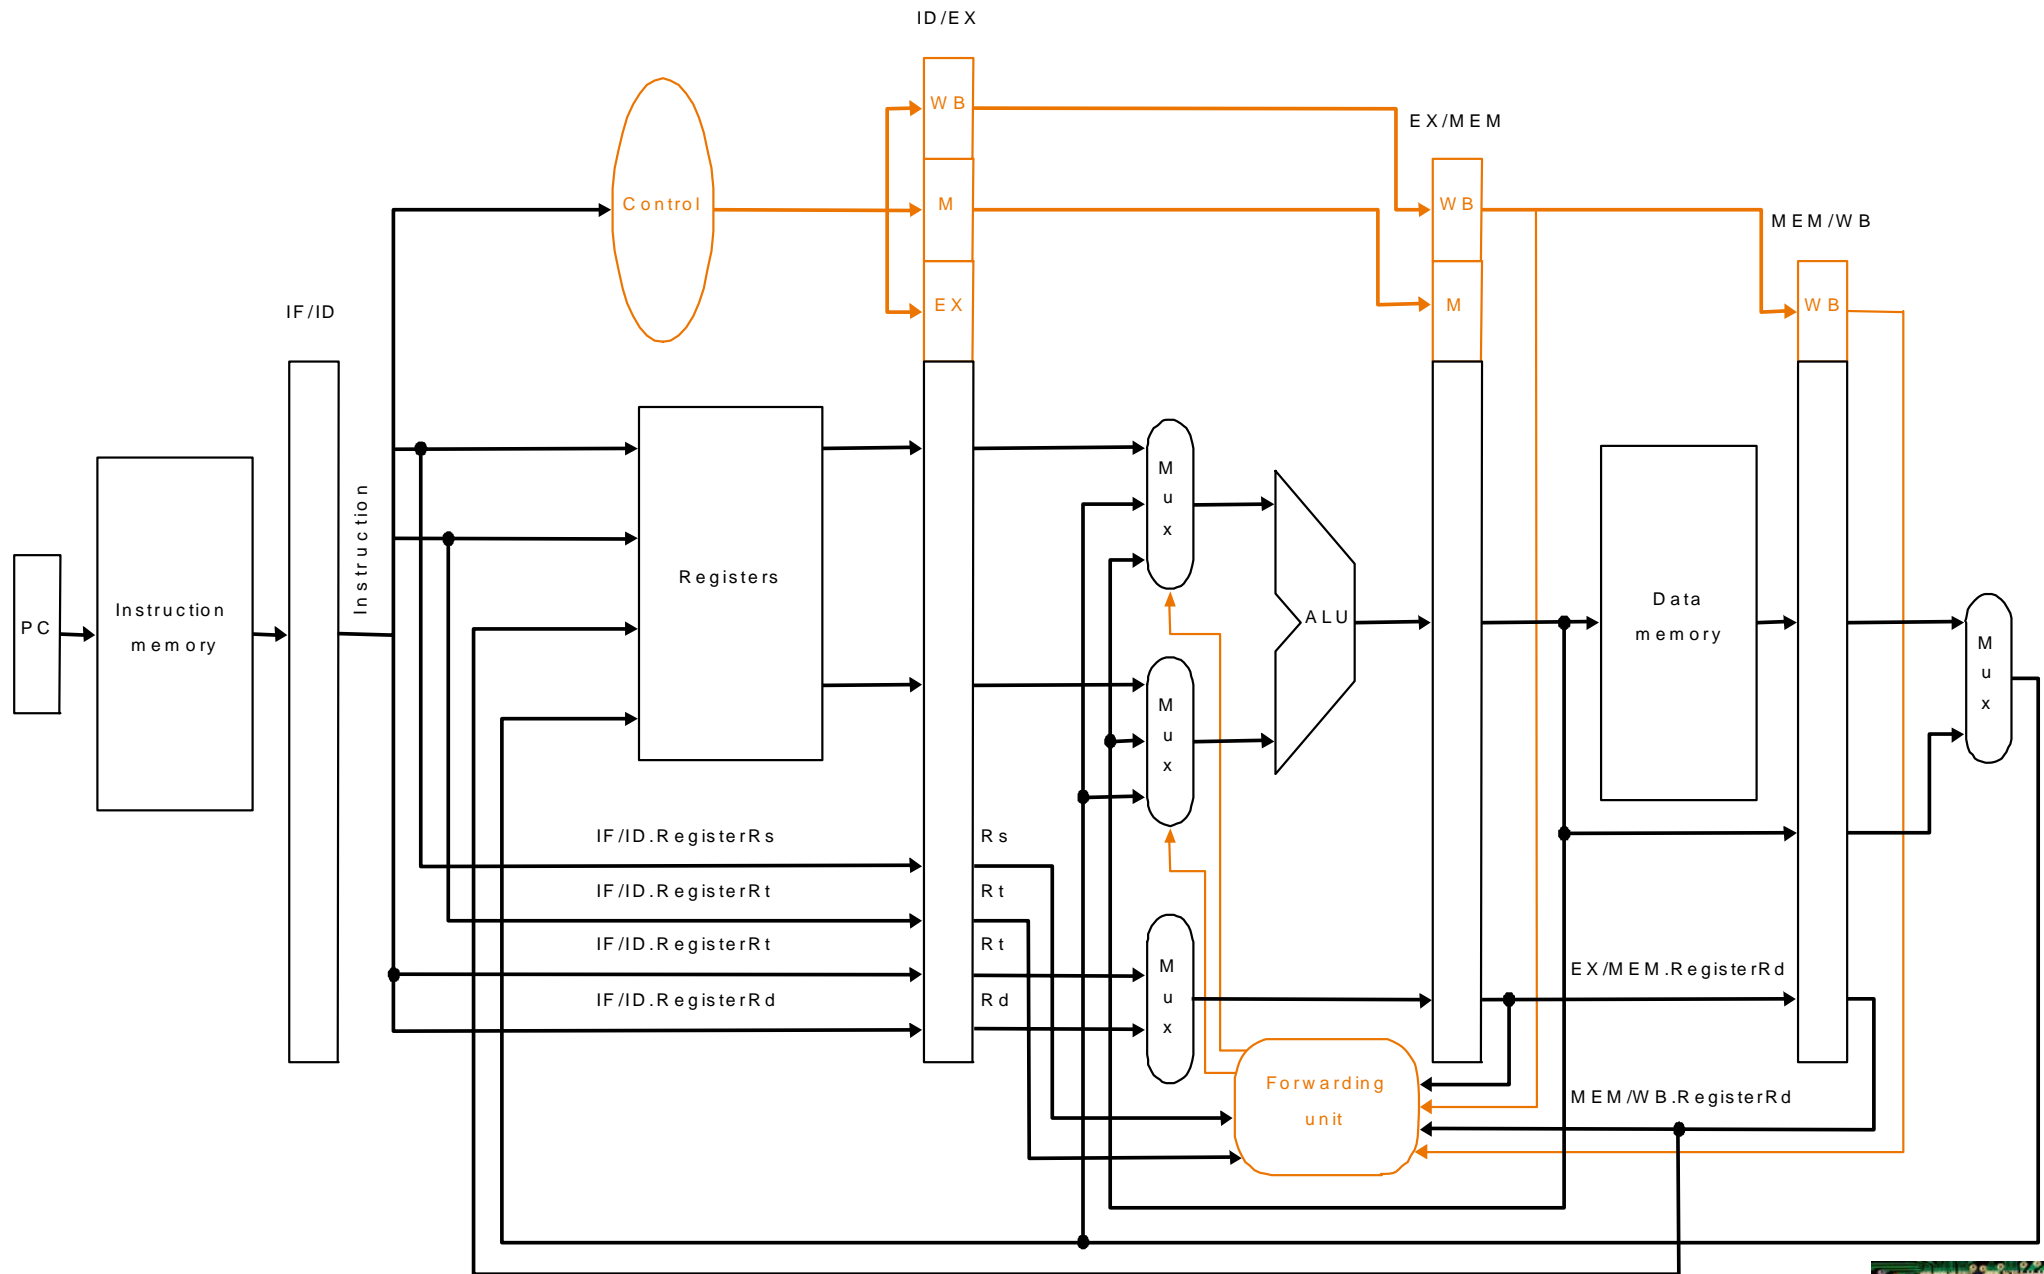 ID/EX
WB
EX/MEM
Control
M
WB
MEM/WB
IF/ID
EX
M
WB
Instruction
Mux
Registers
PC
Instruction
memory
ALU
Data
memory
Mux
Mux
IF/ID.RegisterRs
Rs
IF/ID.RegisterRt
Rt
IF/ID.RegisterRt
Rt
IF/ID.RegisterRd
Rd
Mux
EX/MEM.RegisterRd
Forwarding
unit
MEM/WB.RegisterRd